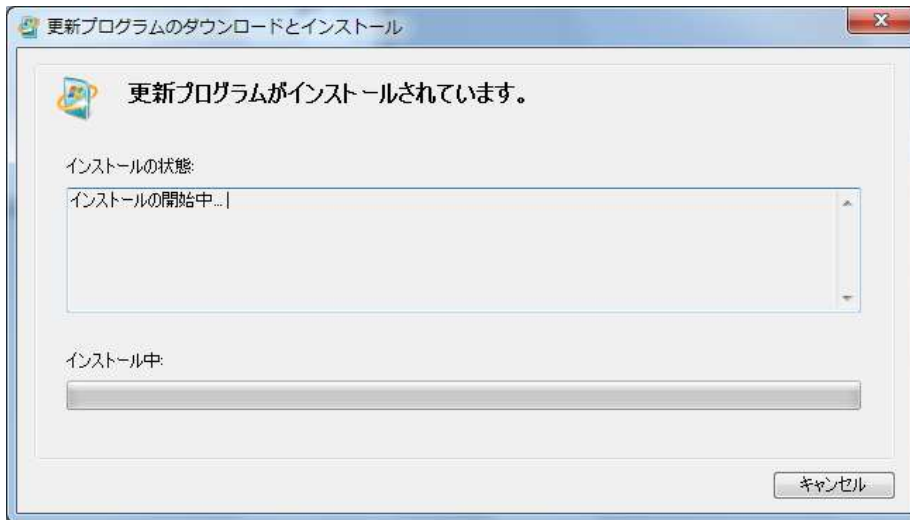 更新プログラムのダウンロードとインストール
更新プログラムがインストールされています。
インストールの状態:
インストールの開始中...
インストール中:
キャンセル